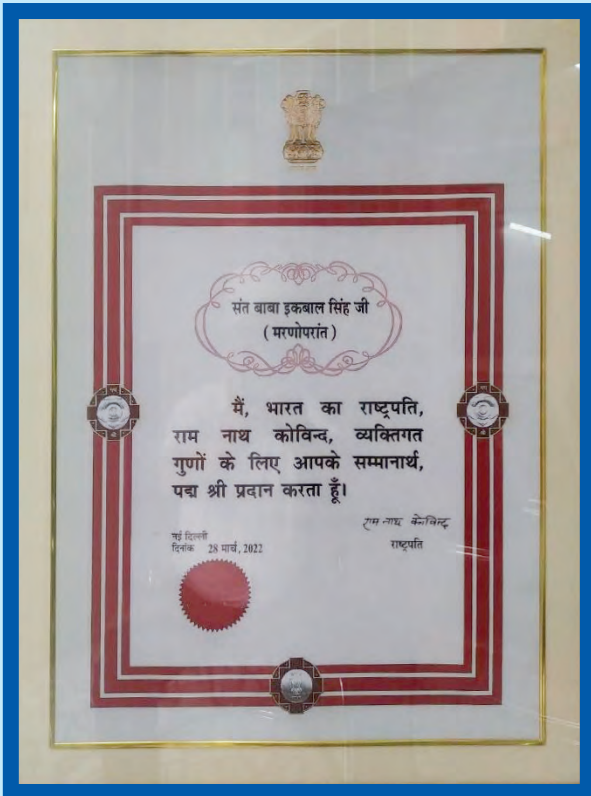 संत बाबा इकबाल सिंह जी
( मरणोपरांत )
मैं, भारत का राष्ट्रपति,
राम नाथ कोविन्द, व्यक्तिगत
गुणों के लिए आपके सम्मानार्थ,
पद्म श्री प्रदान करता हूँ।
राम नाथ कोविन्द
नई दिल्ली
दिनांक 28 मार्च, 2022
राष्ट्रपति